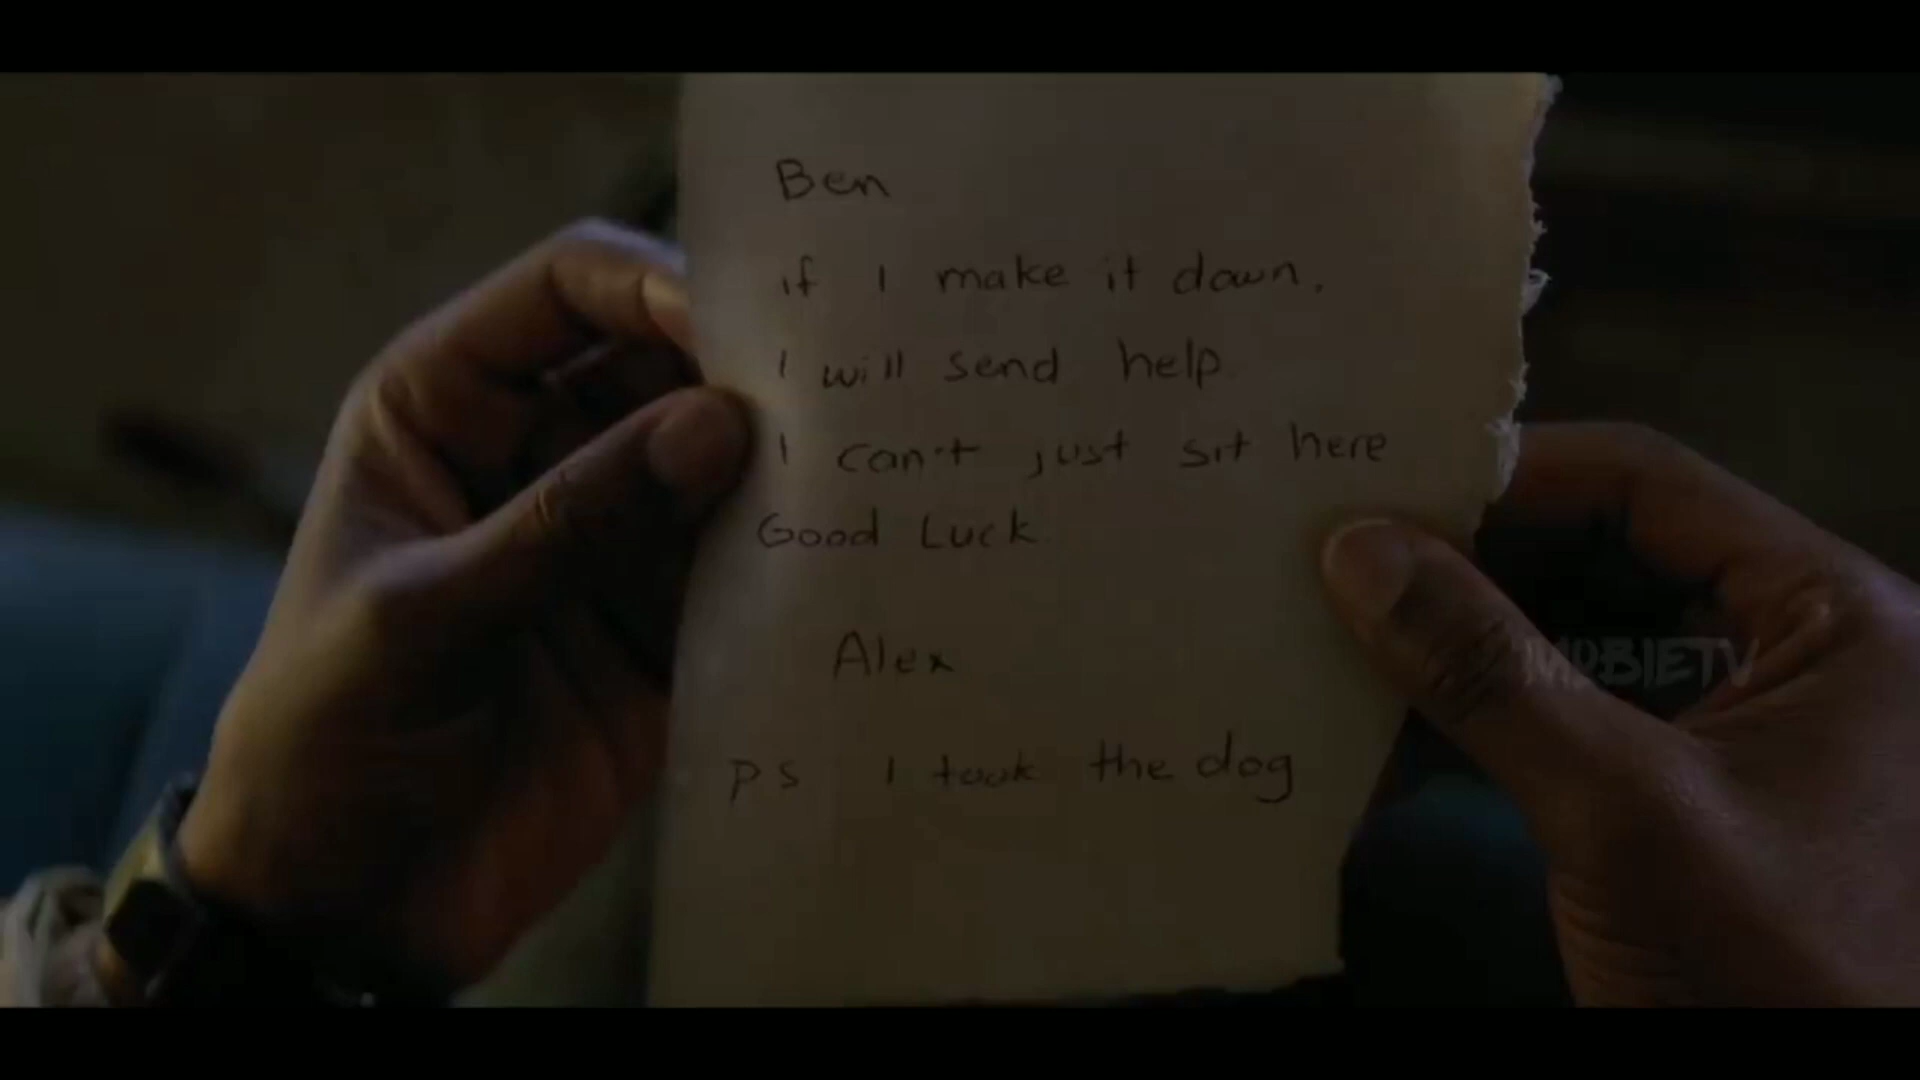 Ben
if I make it down.
I will send help.
I can't just sit here
Good Luck.
Alex
PS I took the dog
MOBIETV